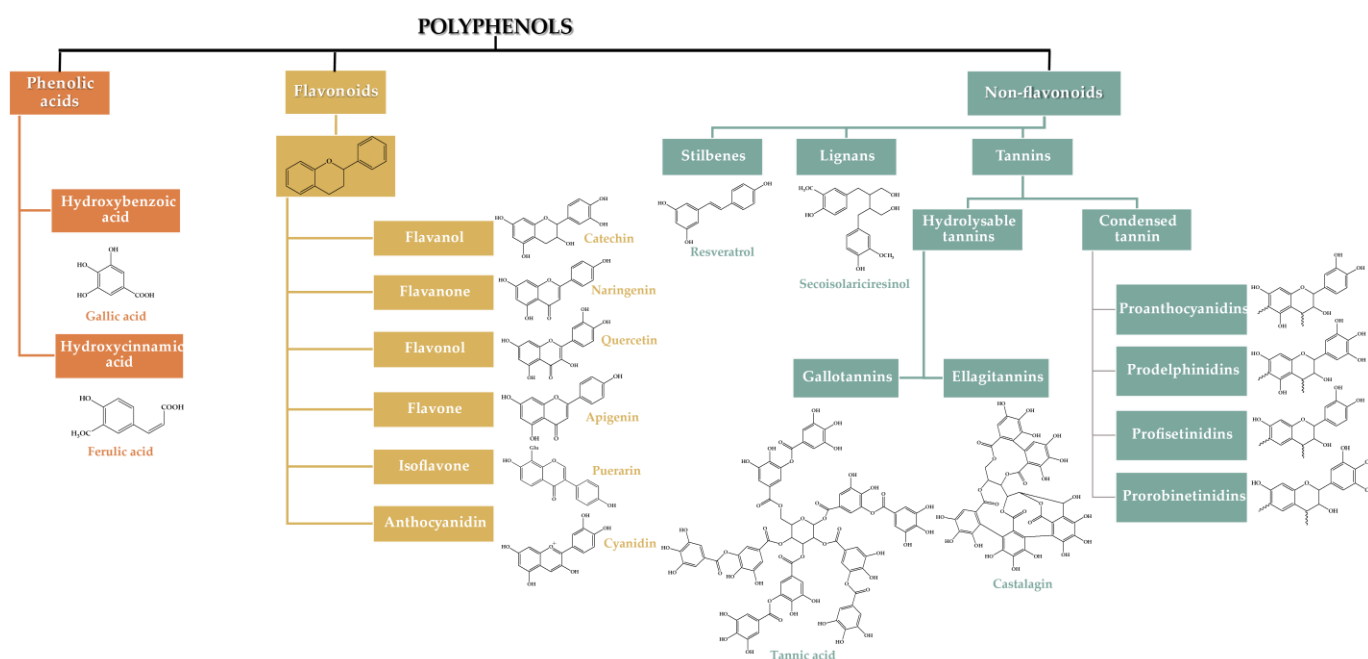 POLYPHENOLS
Phenolic
acids
Flavonoids
Non-flavonoids
Stilbenes
Lignans
Tannins
Hydroxybenzoic
acid
Gallic acid
Hydroxycinnamic
acid
Ferulic acid
Flavanol
Catechin
Flavanone
Naringenin
Flavonol
Quercetin
Flavone
Apigenin
Isoflavone
Puerarin
Anthocyanidin
Cyanidin
Resveratrol
Secoisolariciresinol
Hydrolysable
tannins
Condensed
tannin
Gallotannins
Ellagitannins
Tannic acid
Castalagin
Proanthocyanidins
Prodelphinidins
Profisetinidins
Prorobinetinidins